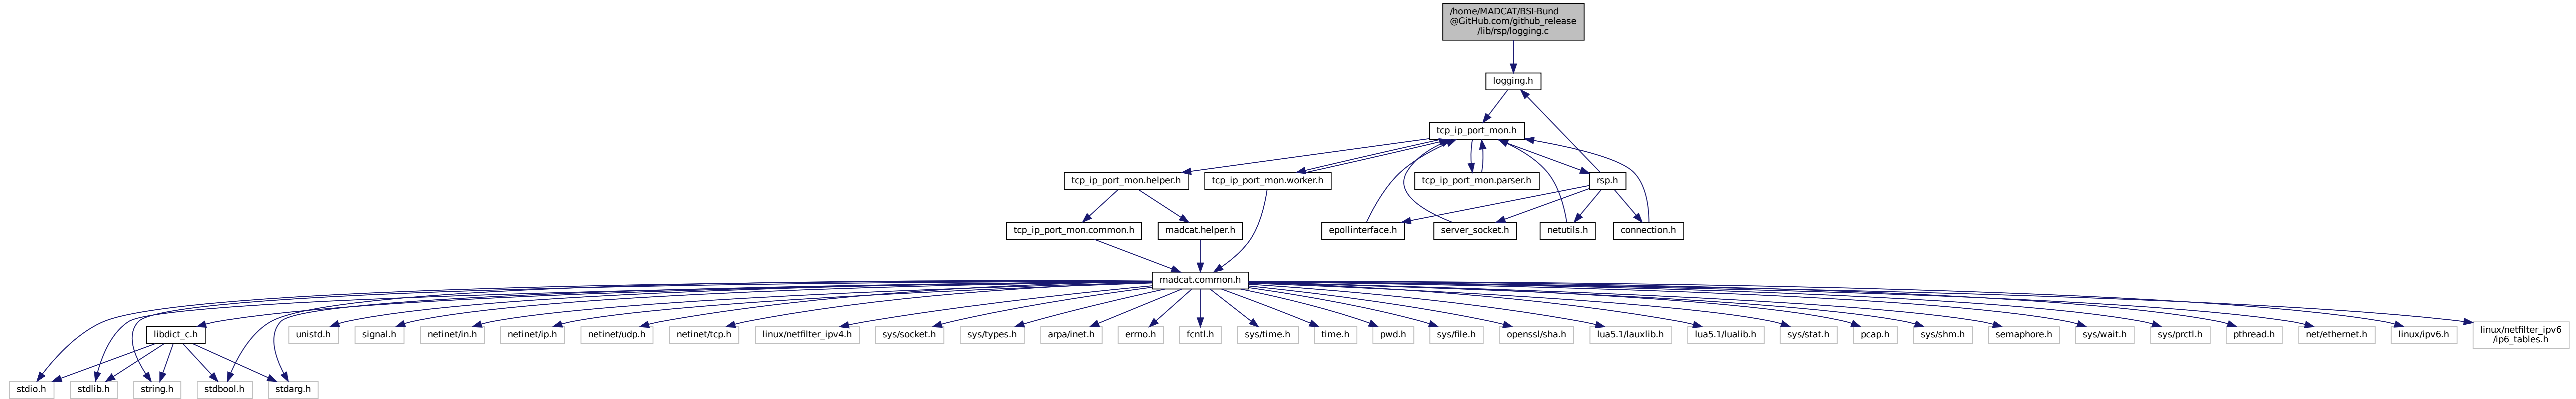 /home/MADCAT/BSI-Bund
@GitHub.com/github_release
/lib/rsp/logging.c
logging.h
tcp_ip_port_mon.h
tcp_ip_port_mon.helper.h
tcp_ip_port_mon.worker.h
tcp_ip_port_mon.parser.h
rsp.h
tcp_ip_port_mon.common.h
madcat.helper.h
epollinterface.h
server_socket.h
netutils.h
connection.h
madcat.common.h
libdict_c.h
unistd.h
signal.h
netinet/in.h
netinet/ip.h
netinet/udp.h
netinet/tcp.h
linux/netfilter_ipv4.h
sys/socket.h
sys/types.h
arpa/inet.h
errno.h
fcntl.h
sys/time.h
time.h
pwd.h
sys/file.h
openssl/sha.h
lua5.1/lauxlib.h
lua5.1/lualib.h
sys/stat.h
pcap.h
sys/shm.h
semaphore.h
sys/wait.h
sys/prctl.h
pthread.h
net/ethernet.h
linux/ipv6.h
linux/netfilter_ipv6
/ip6_tables.h
stdio.h
stdlib.h
string.h
stdbool.h
stdarg.h